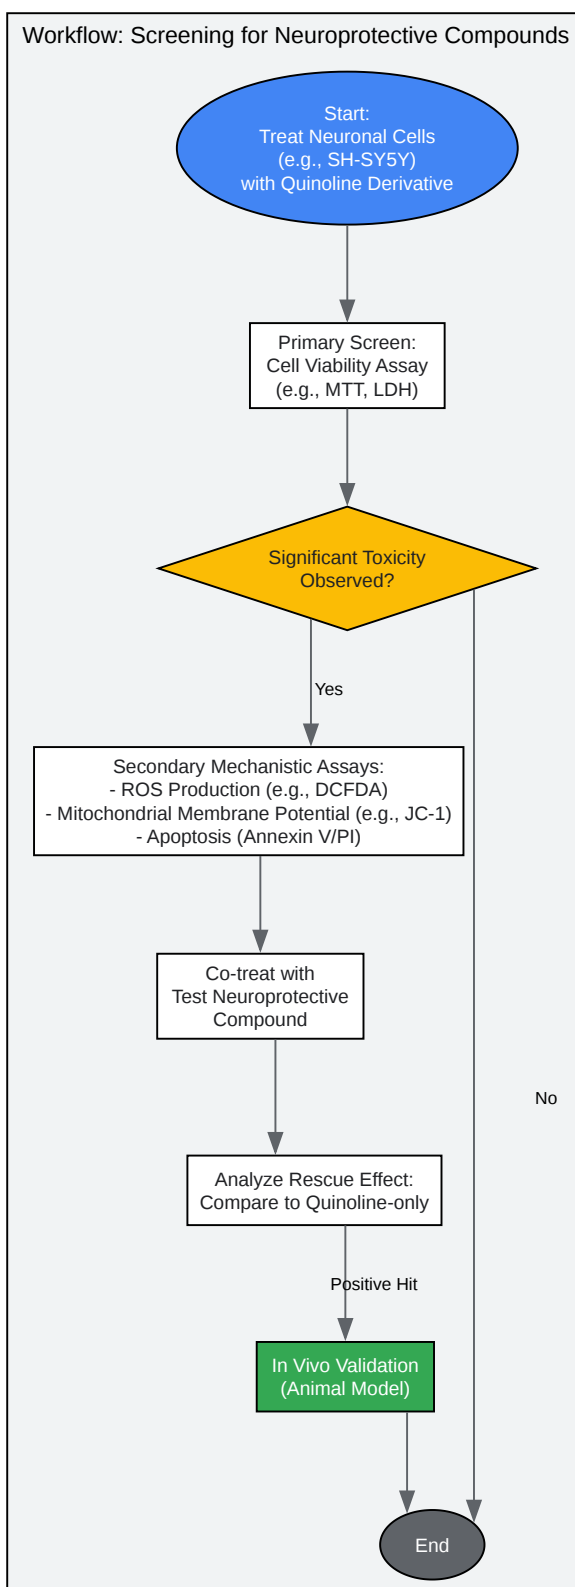 Workflow: Screening for Neuroprotective Compounds
Start:
Treat Neuronal Cells
(e.g., SH-SY5Y)
with Quinoline Derivative
Primary Screen:
Cell Viability Assay
(e.g., MTT, LDH)
Significant Toxicity
Observed?
Yes
Secondary Mechanistic Assays:
- ROS Production (e.g., DCFDA)
- Mitochondrial Membrane Potential (e.g., JC-1)
- Apoptosis (Annexin V/PI)
Co-treat with
Test Neuroprotective
Compound
No
Analyze Rescue Effect:
Compare to Quinoline-only
Positive Hit
In Vivo Validation
(Animal Model)
End